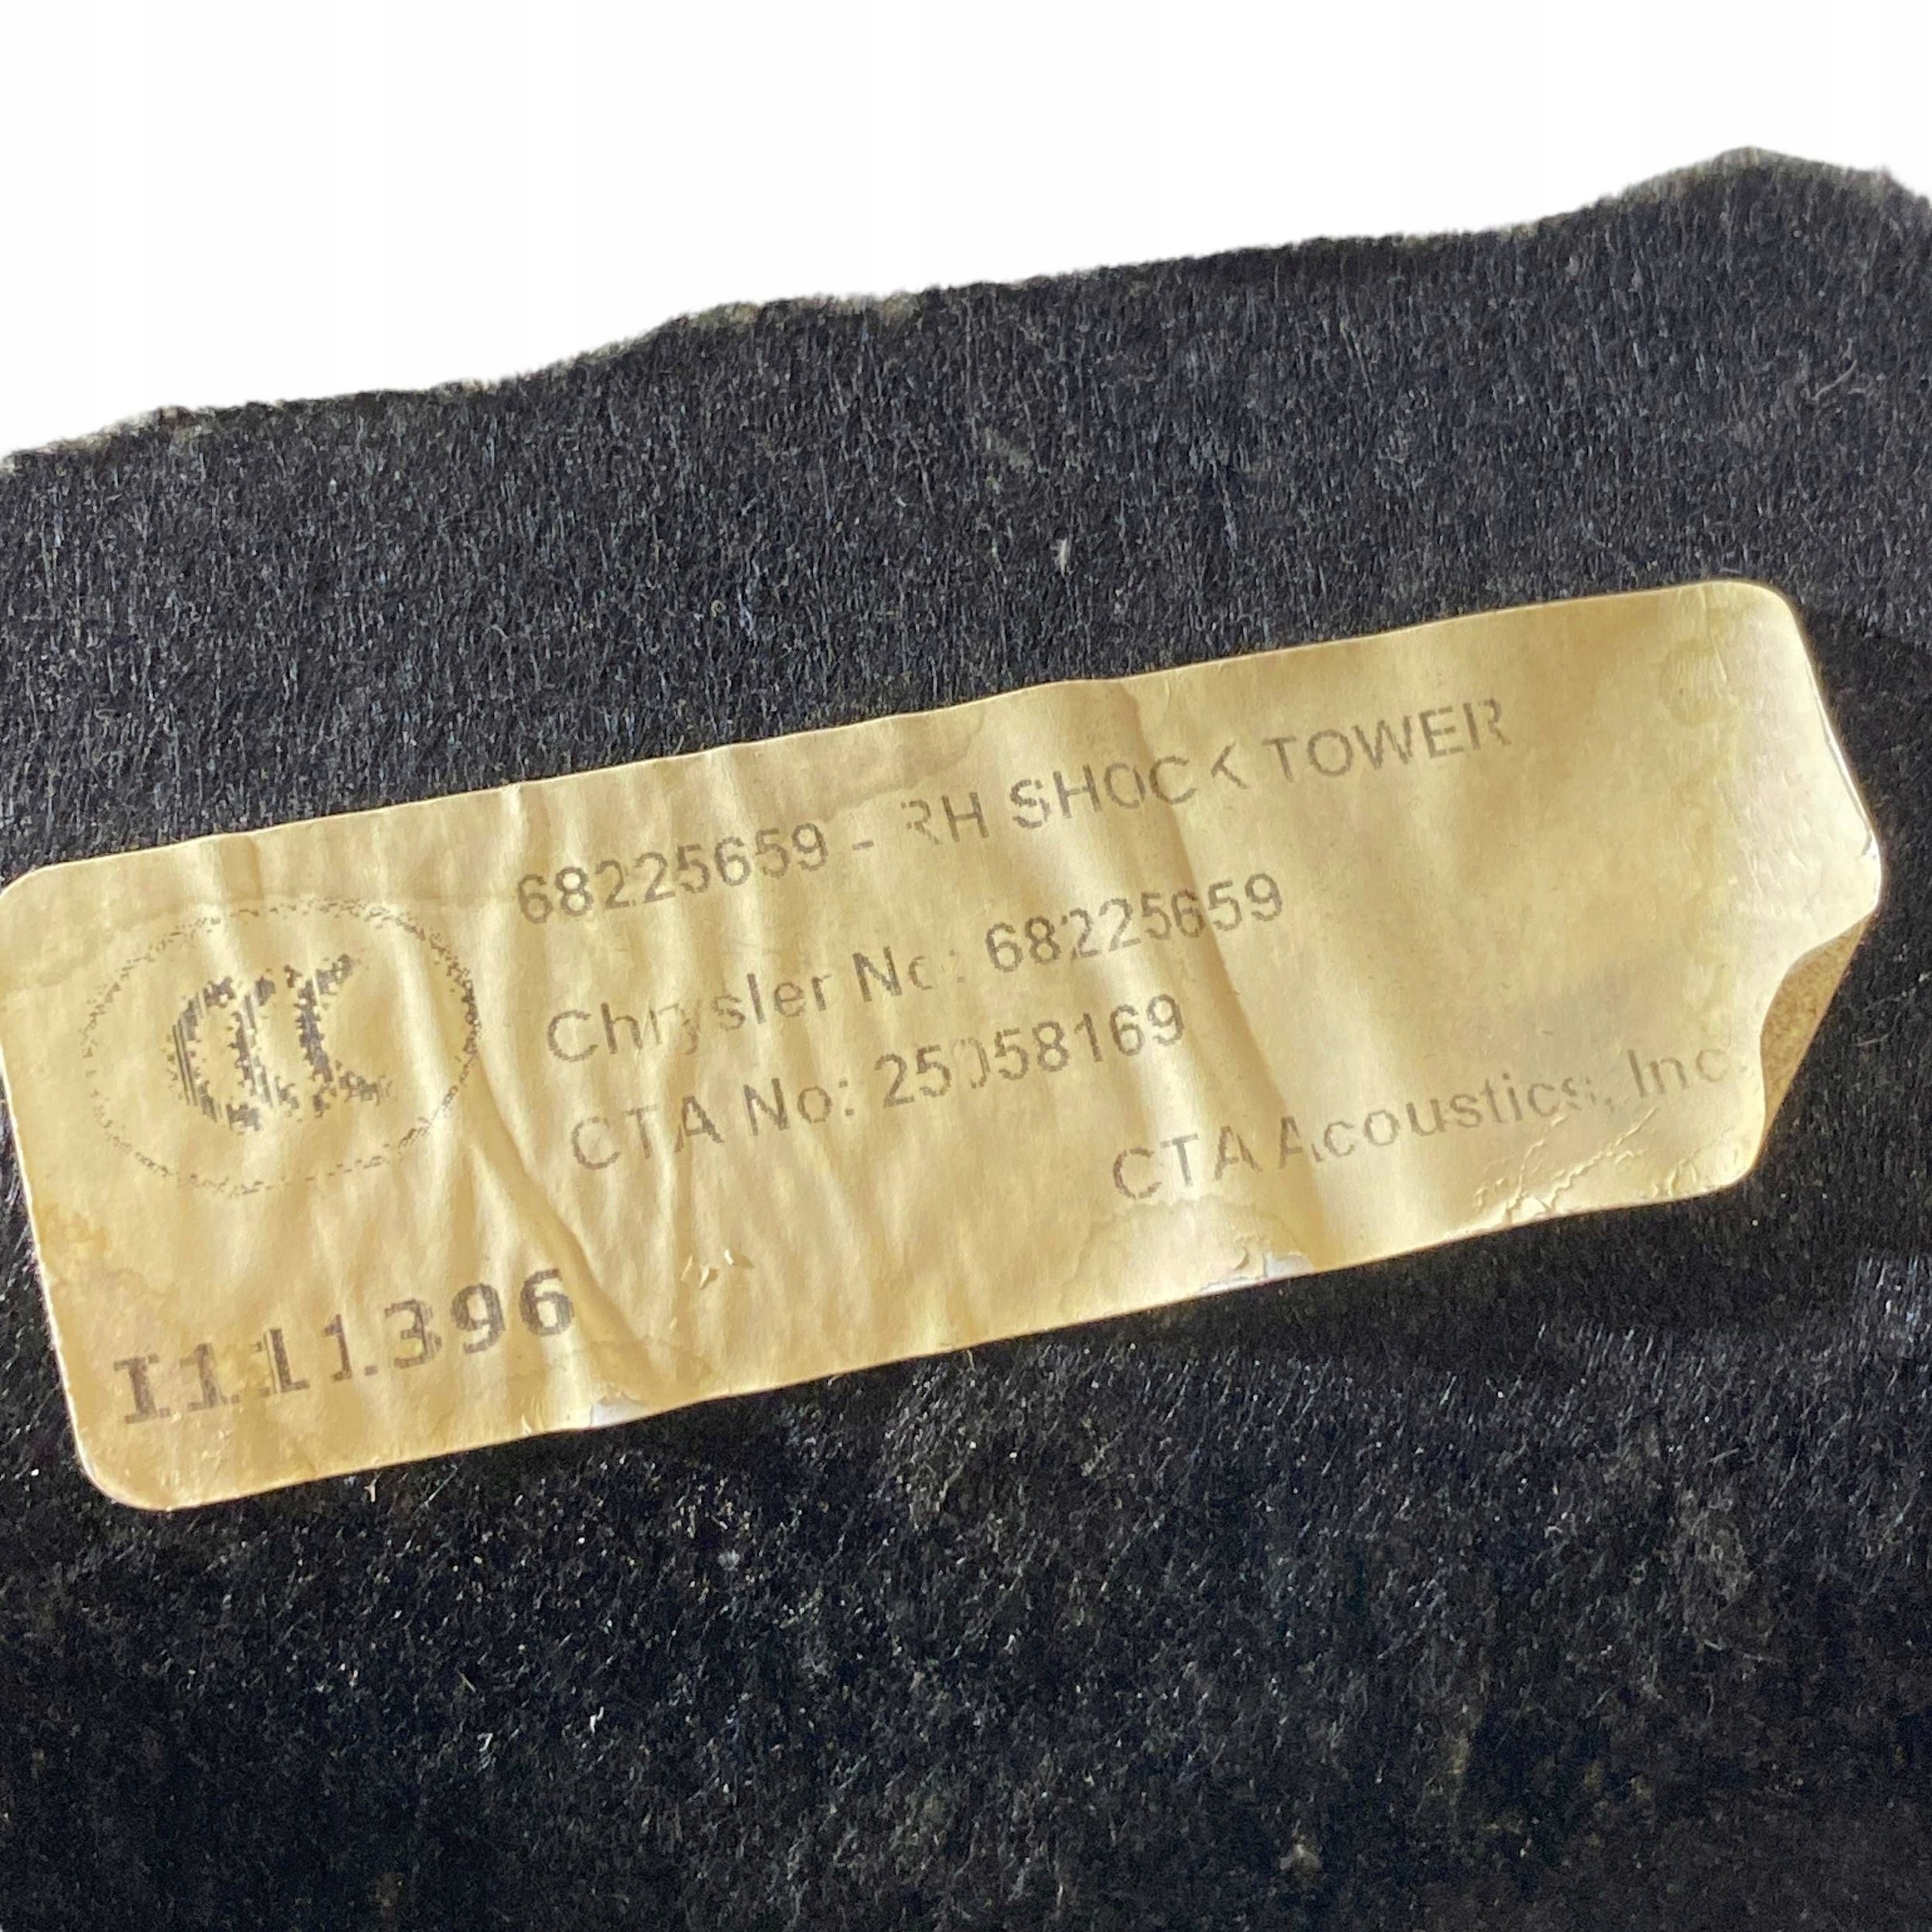 68225659 - RH SHOCK TOWER
Chrysler No: 68225659
CTA No: 25058169
CTA Acoustics, Inc.
I111396